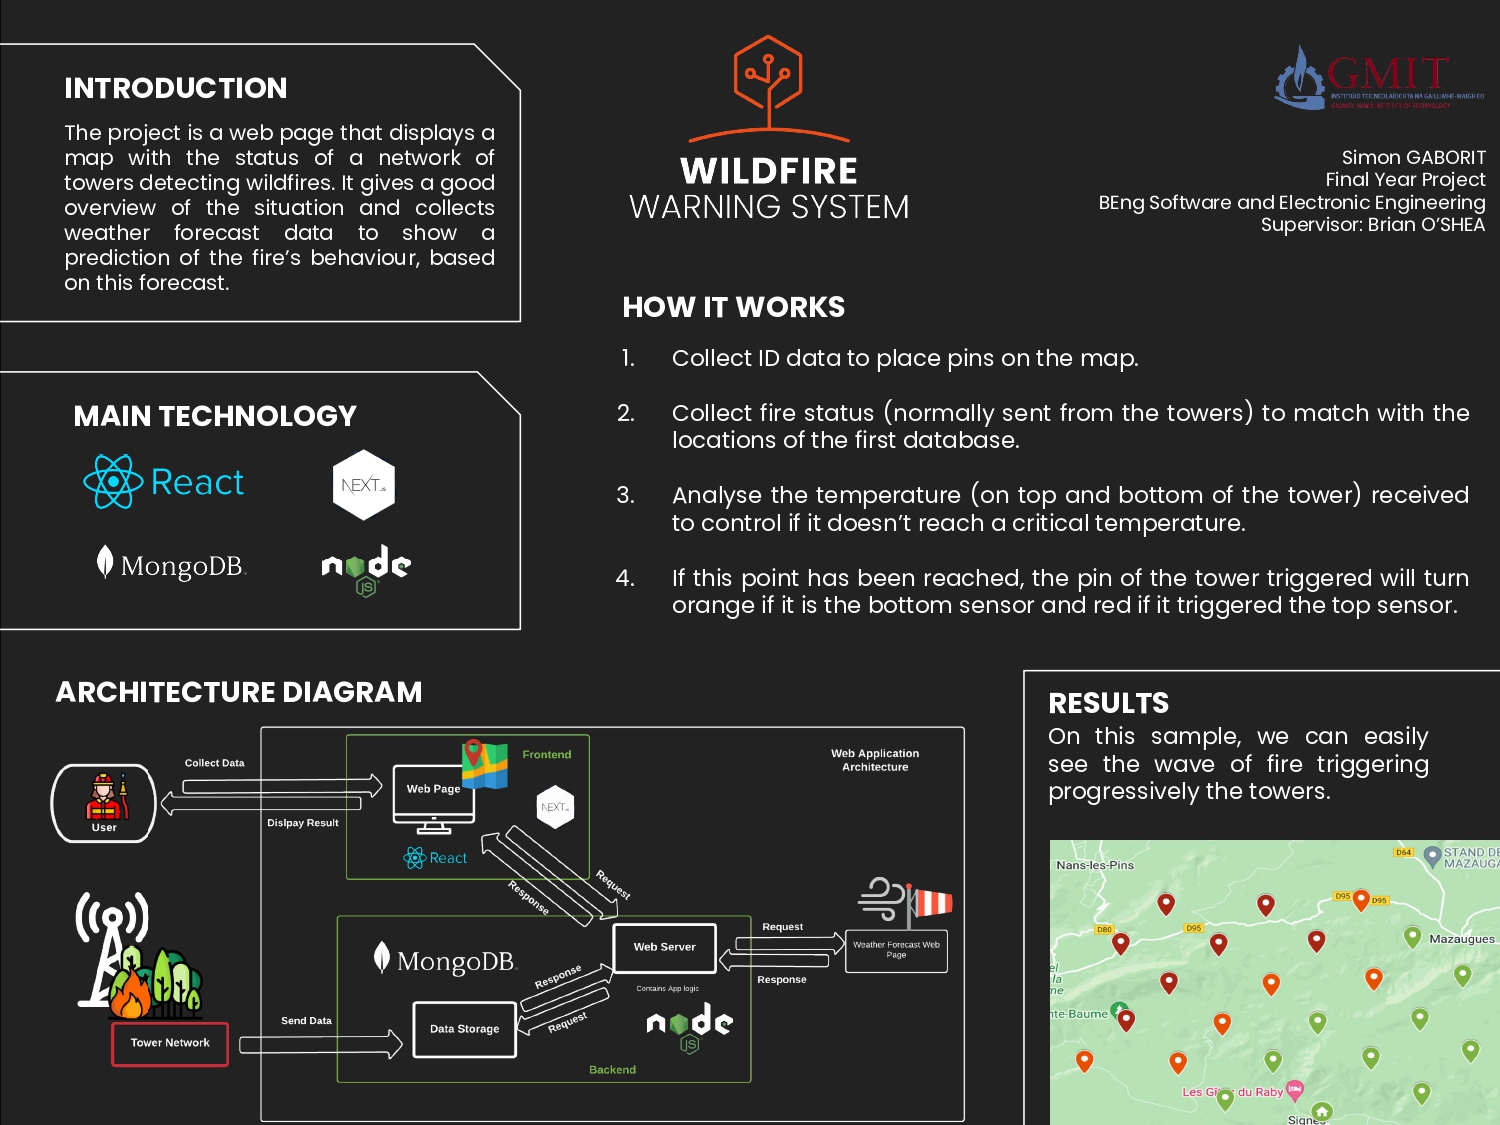 INTRODUCTION
The project is a web page that displays a
map with the status of a network of
towers detecting wildfires. It gives a good
overview of the situation and collects
weather forecast data to show a
prediction of the fire's behaviour, based
on this forecast.
WILDFIRE
WARNING SYSTEM
GMIT
INSTITIÚID TEICNEOLAÍOCHTA NA GAILLIMHE-MAIGH EO
GALWAY-MAYO INSTITUTE OF TECHNOLOGY
Simon GABORIT
Final Year Project
BEng Software and Electronic Engineering
Supervisor: Brian O'SHEA
MAIN TECHNOLOGY
React
NEXT.JS
MongoDB
node
JS
HOW IT WORKS
1. Collect ID data to place pins on the map.
2. Collect fire status (normally sent from the towers) to match with the
locations of the first database.
3. Analyse the temperature (on top and bottom of the tower) received
to control if it doesn't reach a critical temperature.
4. If this point has been reached, the pin of the tower triggered will turn
orange if it is the bottom sensor and red if it triggered the top sensor.
ARCHITECTURE DIAGRAM
Web Application
Architecture
Frontend
Collect Data
User
Dislpay Result
Web Page
NEXT.JS
React
Request
Response
MongoDB
Web Server
Contains App logic
Request
Response
Weather Forecast Web
Page
Response
Request
Data Storage
node
JS
Backend
Send Data
Tower Network
RESULTS
On this sample, we can easily
see the wave of fire triggering
progressively the towers.
Nans-les-Pins
D64
STAND DE
MAZAUGA
D95
D95
D80
D95
Mazaugues
el
la
me
nte-Baume
Les Gîtes du Raby
Signes